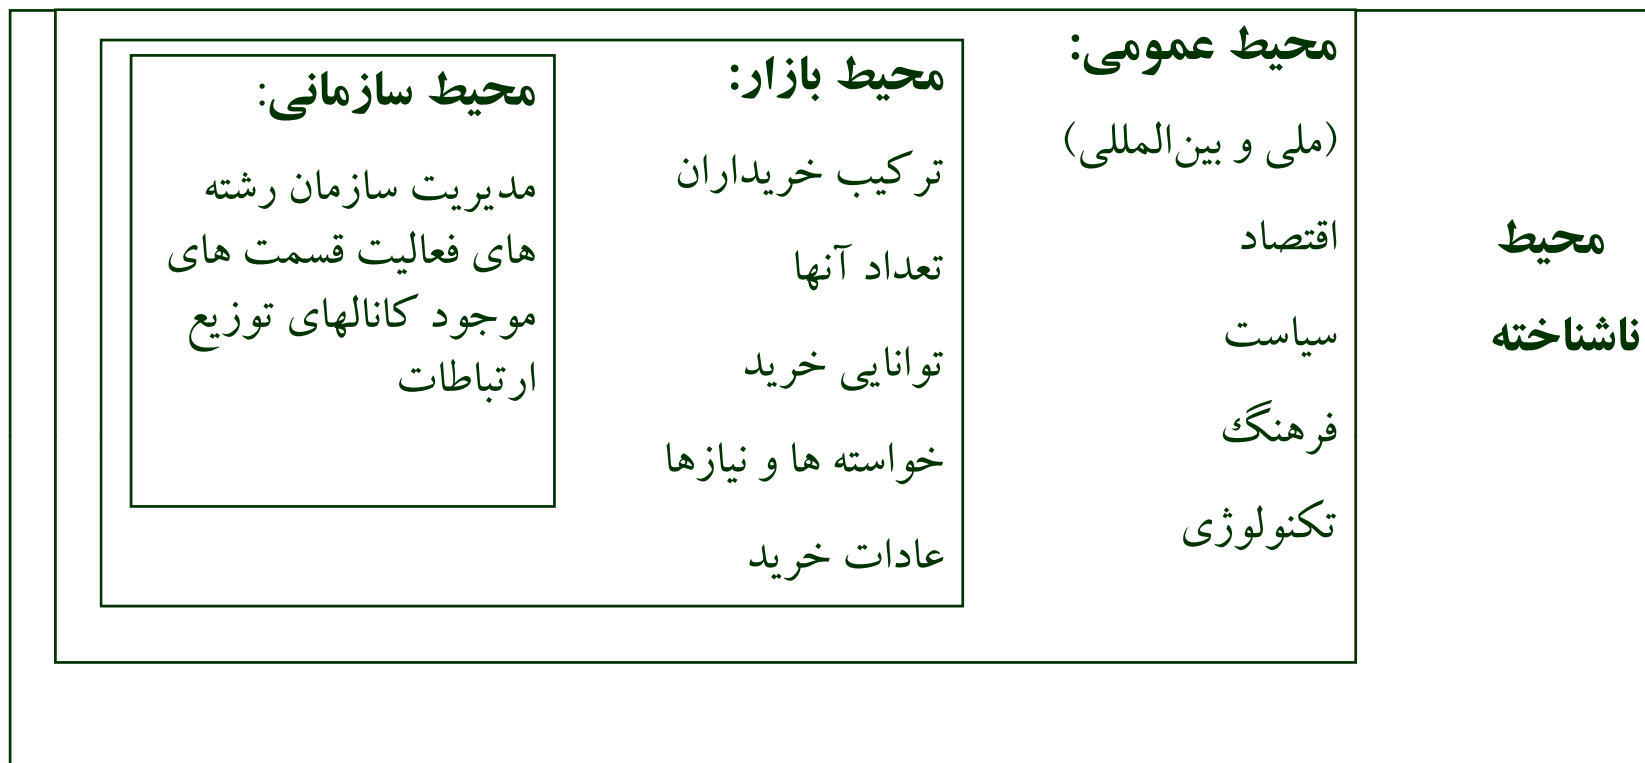 محیط
ناشناخته
محیط عمومی:
(ملی و بین‌المللی)
اقتصاد
سیاست
فرهنگ
تکنولوژی
محیط بازار:
ترکیب خریداران
تعداد آنها
توانایی خرید
خواسته ها و نیازها
عادات خرید
محیط سازمانی:
مدیریت سازمان رشته
های فعالیت قسمت های
موجود کانالهای توزیع
ارتباطات